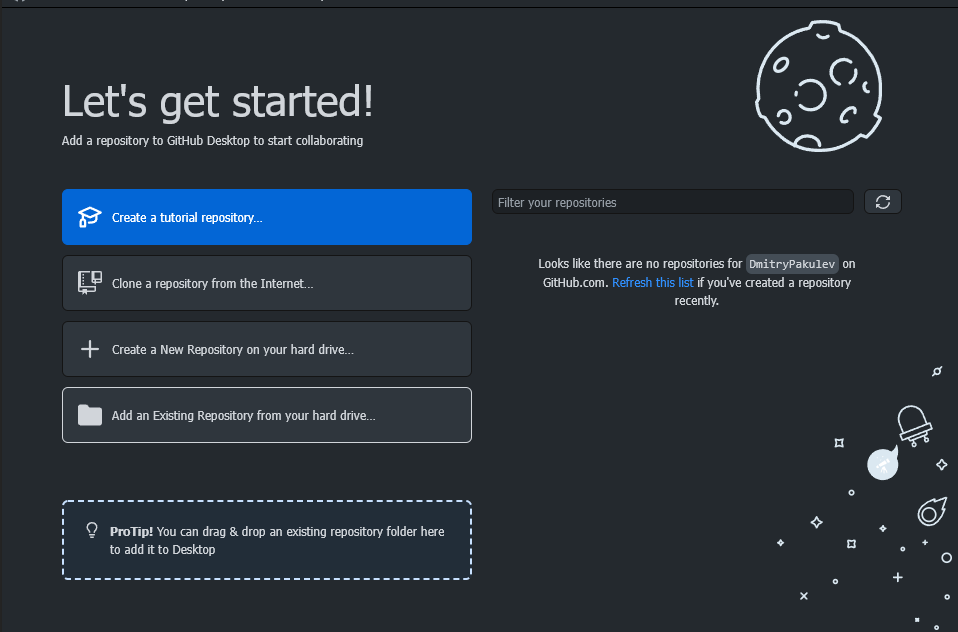 Let's get started!
Add a repository to GitHub Desktop to start collaborating
Create a tutorial repository...
Clone a repository from the Internet...
Create a New Repository on your hard drive...
Add an Existing Repository from your hard drive...
ProTip! You can drag & drop an existing repository folder here
to add it to Desktop
Filter your repositories
Looks like there are no repositories for DmitryPakulev on
GitHub.com. Refresh this list if you've created a repository
recently.